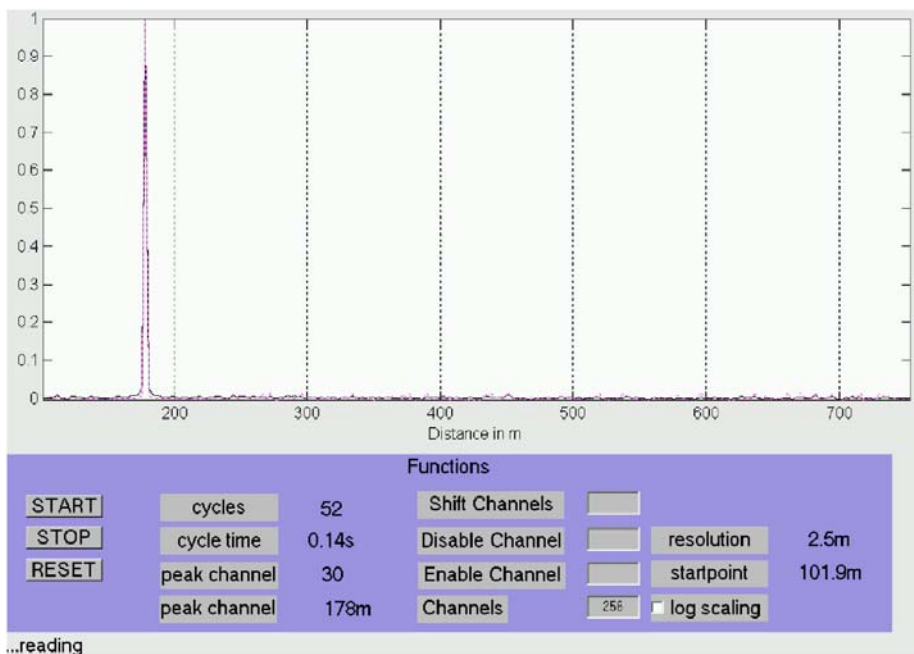 1
0.9
0.8
0.7
0.6
0.5
0.4
0.3
0.2
0.1
0
200 300 400 500 600 700
Distance in m
Functions
START cycles 52 Shift Channels
STOP cycle time 0.14s Disable Channel resolution 2.5m
RESET peak channel 30 Enable Channel startpoint 101.9m
peak channel 178m Channels 256 log scaling
...reading